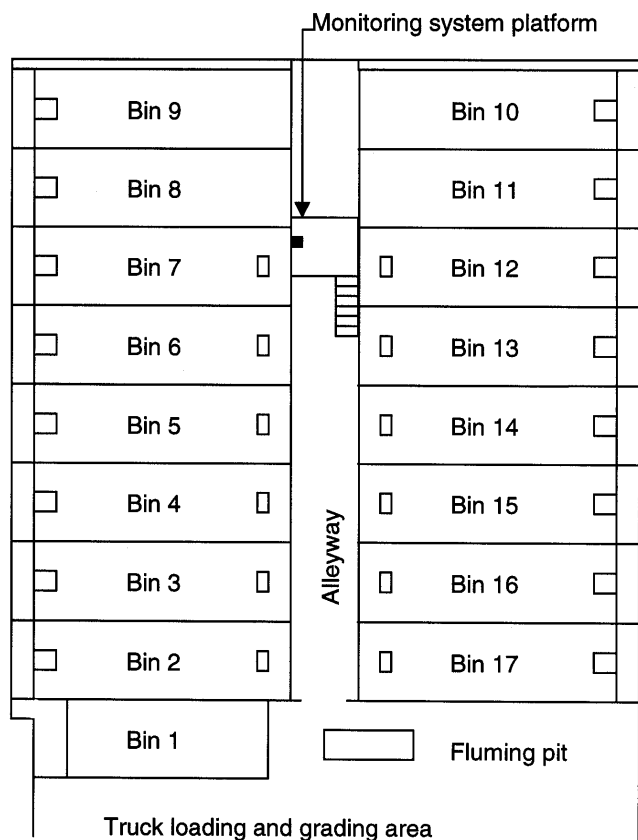 Monitoring system platform
Bin 9
Bin 10
Bin 8
Bin 11
Bin 7
Bin 12
Bin 6
Bin 13
Bin 5
Bin 14
Bin 4
Bin 15
Alleyway
Bin 3
Bin 16
Bin 2
Bin 17
Bin 1
Fluming pit
Truck loading and grading area